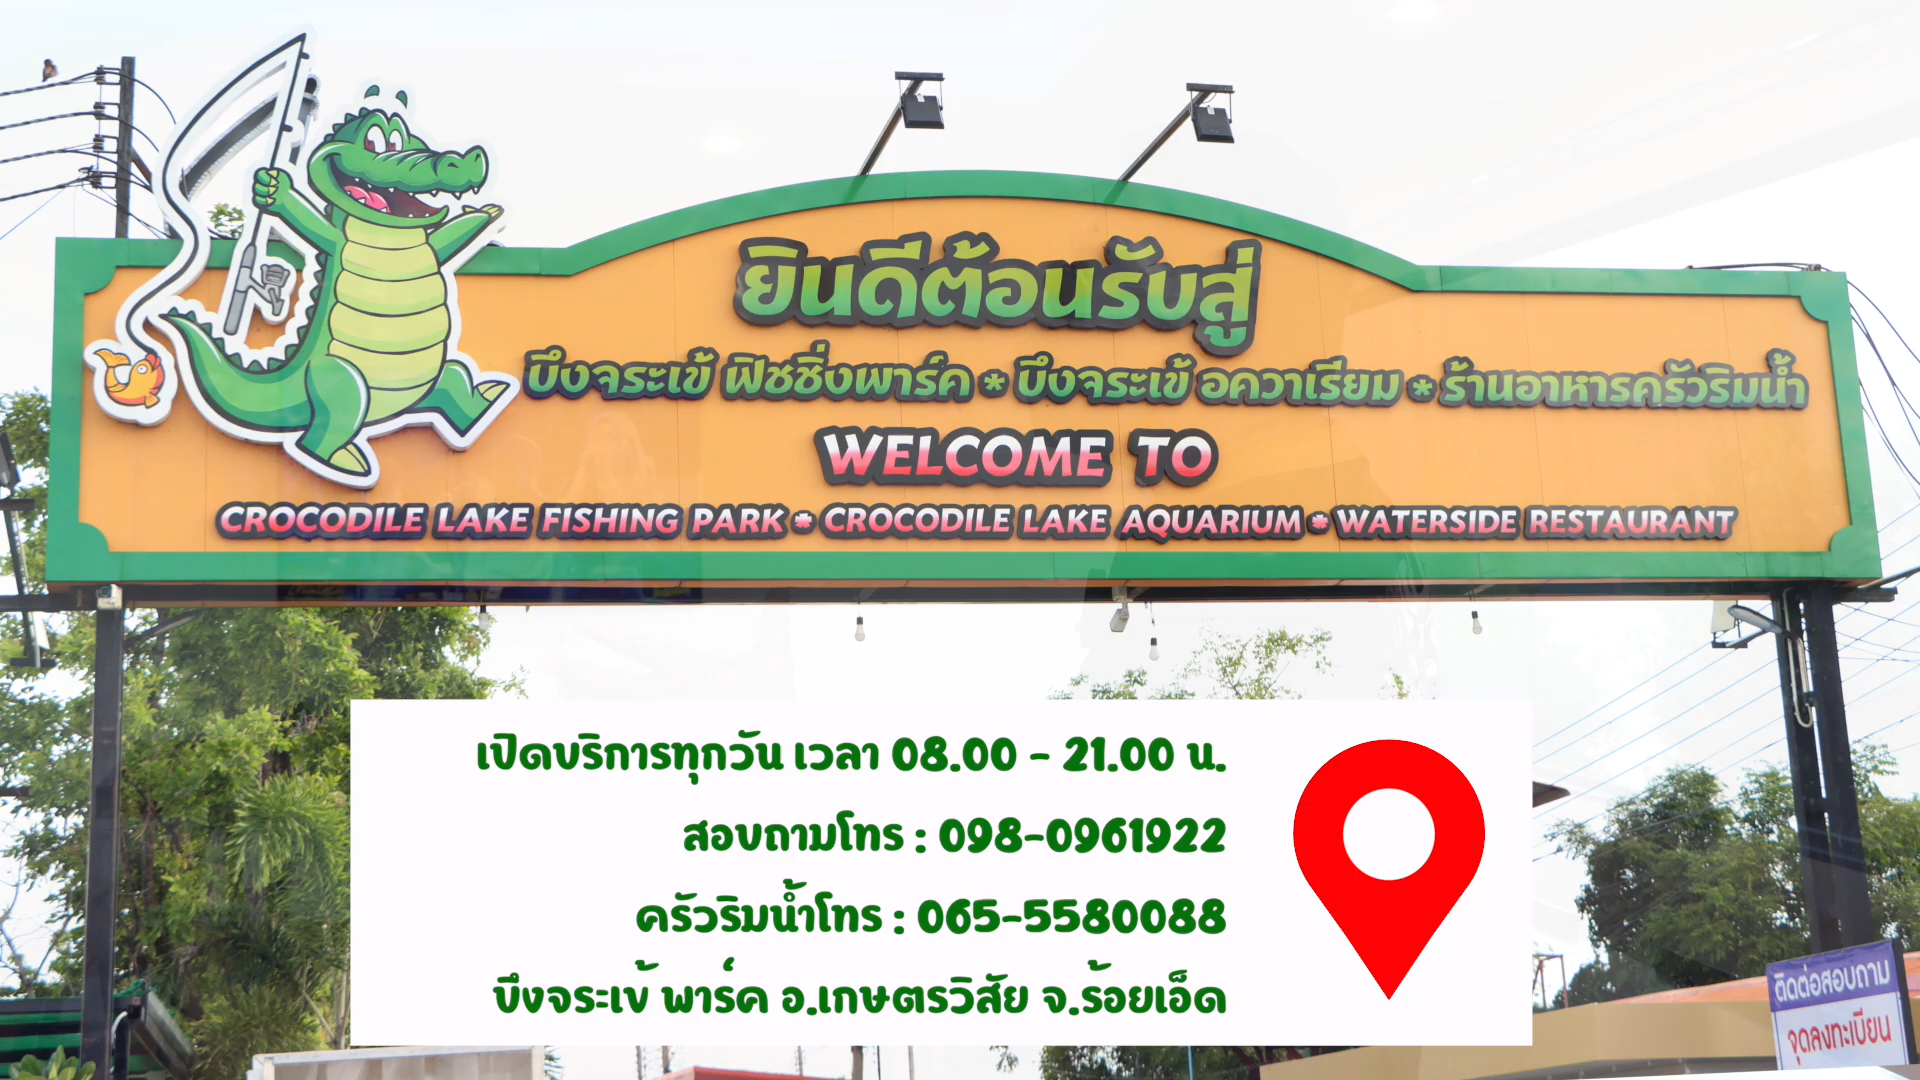 ยินดีต้อนรับสู่
บึงจระเข้ ฟิชชิ่งพาร์ค * บึงจระเข้ อควาเรียม * ร้านอาหารครัวริมน้ำ
WELCOME TO
CROCODILE LAKE FISHING PARK * CROCODILE LAKE AQUARIUM * WATERSIDE RESTAURANT
เปิดบริการทุกวัน เวลา 08.00 - 21.00 น.
สอบถามโทร : 098-0961922
ครัวริมน้ำโทร : 065-5580088
บึงจระเข้ พาร์ค อ.เกษตรวิสัย จ.ร้อยเอ็ด
ติดต่อสอบถาม
จุดลงทะเบียน